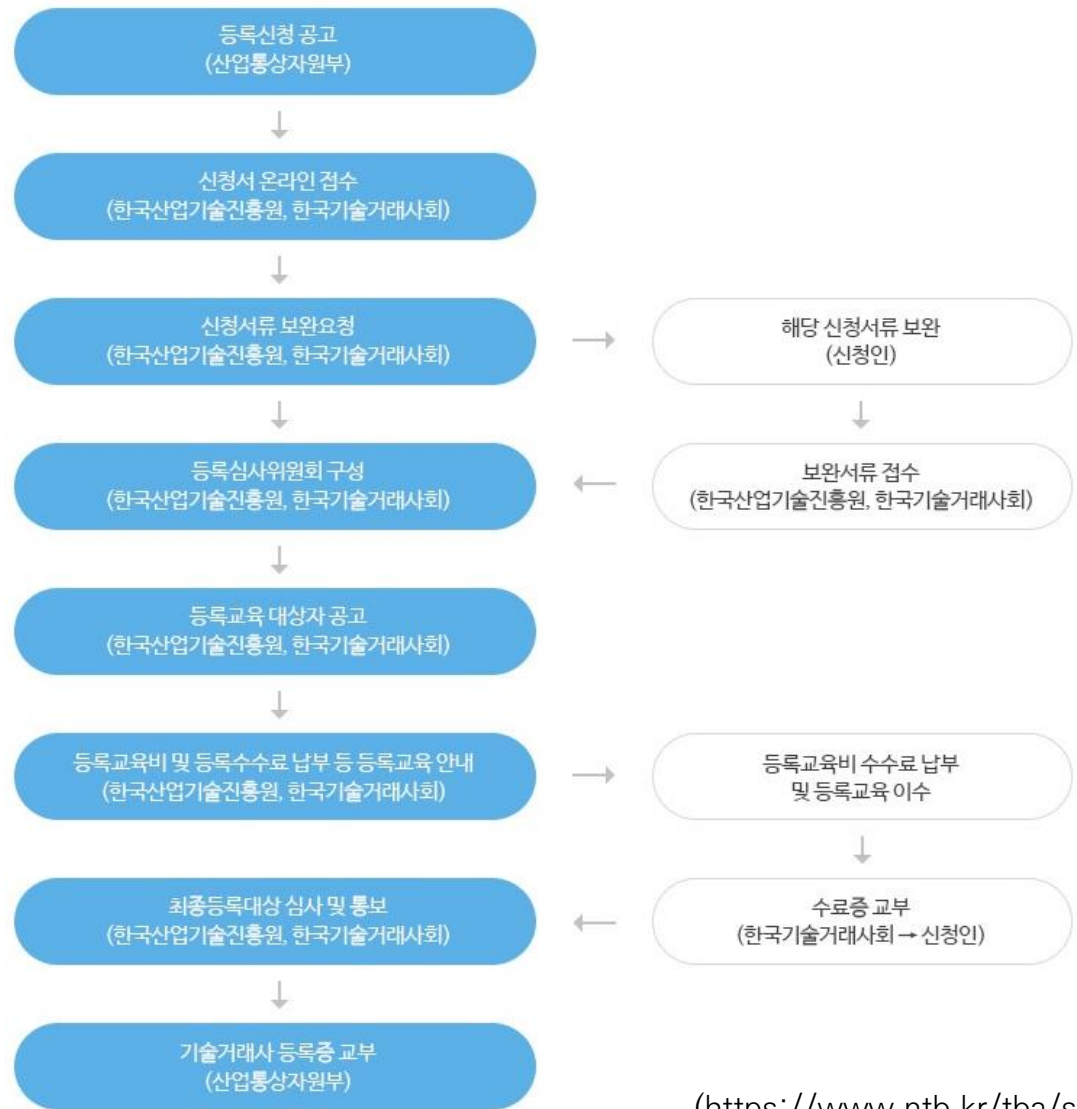 등록신청 공고
(산업통상자원부)
신청서 온라인 접수
(한국산업기술진흥원, 한국기술거래사회)
신청서류 보완요청
(한국산업기술진흥원, 한국기술거래사회)
해당 신청서류 보완
(신청인)
등록심사위원회 구성
(한국산업기술진흥원, 한국기술거래사회)
보완서류 접수
(한국산업기술진흥원, 한국기술거래사회)
등록교육 대상자 공고
(한국산업기술진흥원, 한국기술거래사회)
등록교육비 및 등록수수료 납부 등 등록교육 안내
(한국산업기술진흥원, 한국기술거래사회)
등록교육비 수수료 납부
및 등록교육 이수
최종등록대상 심사 및 통보
(한국산업기술진흥원, 한국기술거래사회)
수료증 교부
(한국기술거래사회 → 신청인)
기술거래사 등록증 교부
(산업통상자원부)